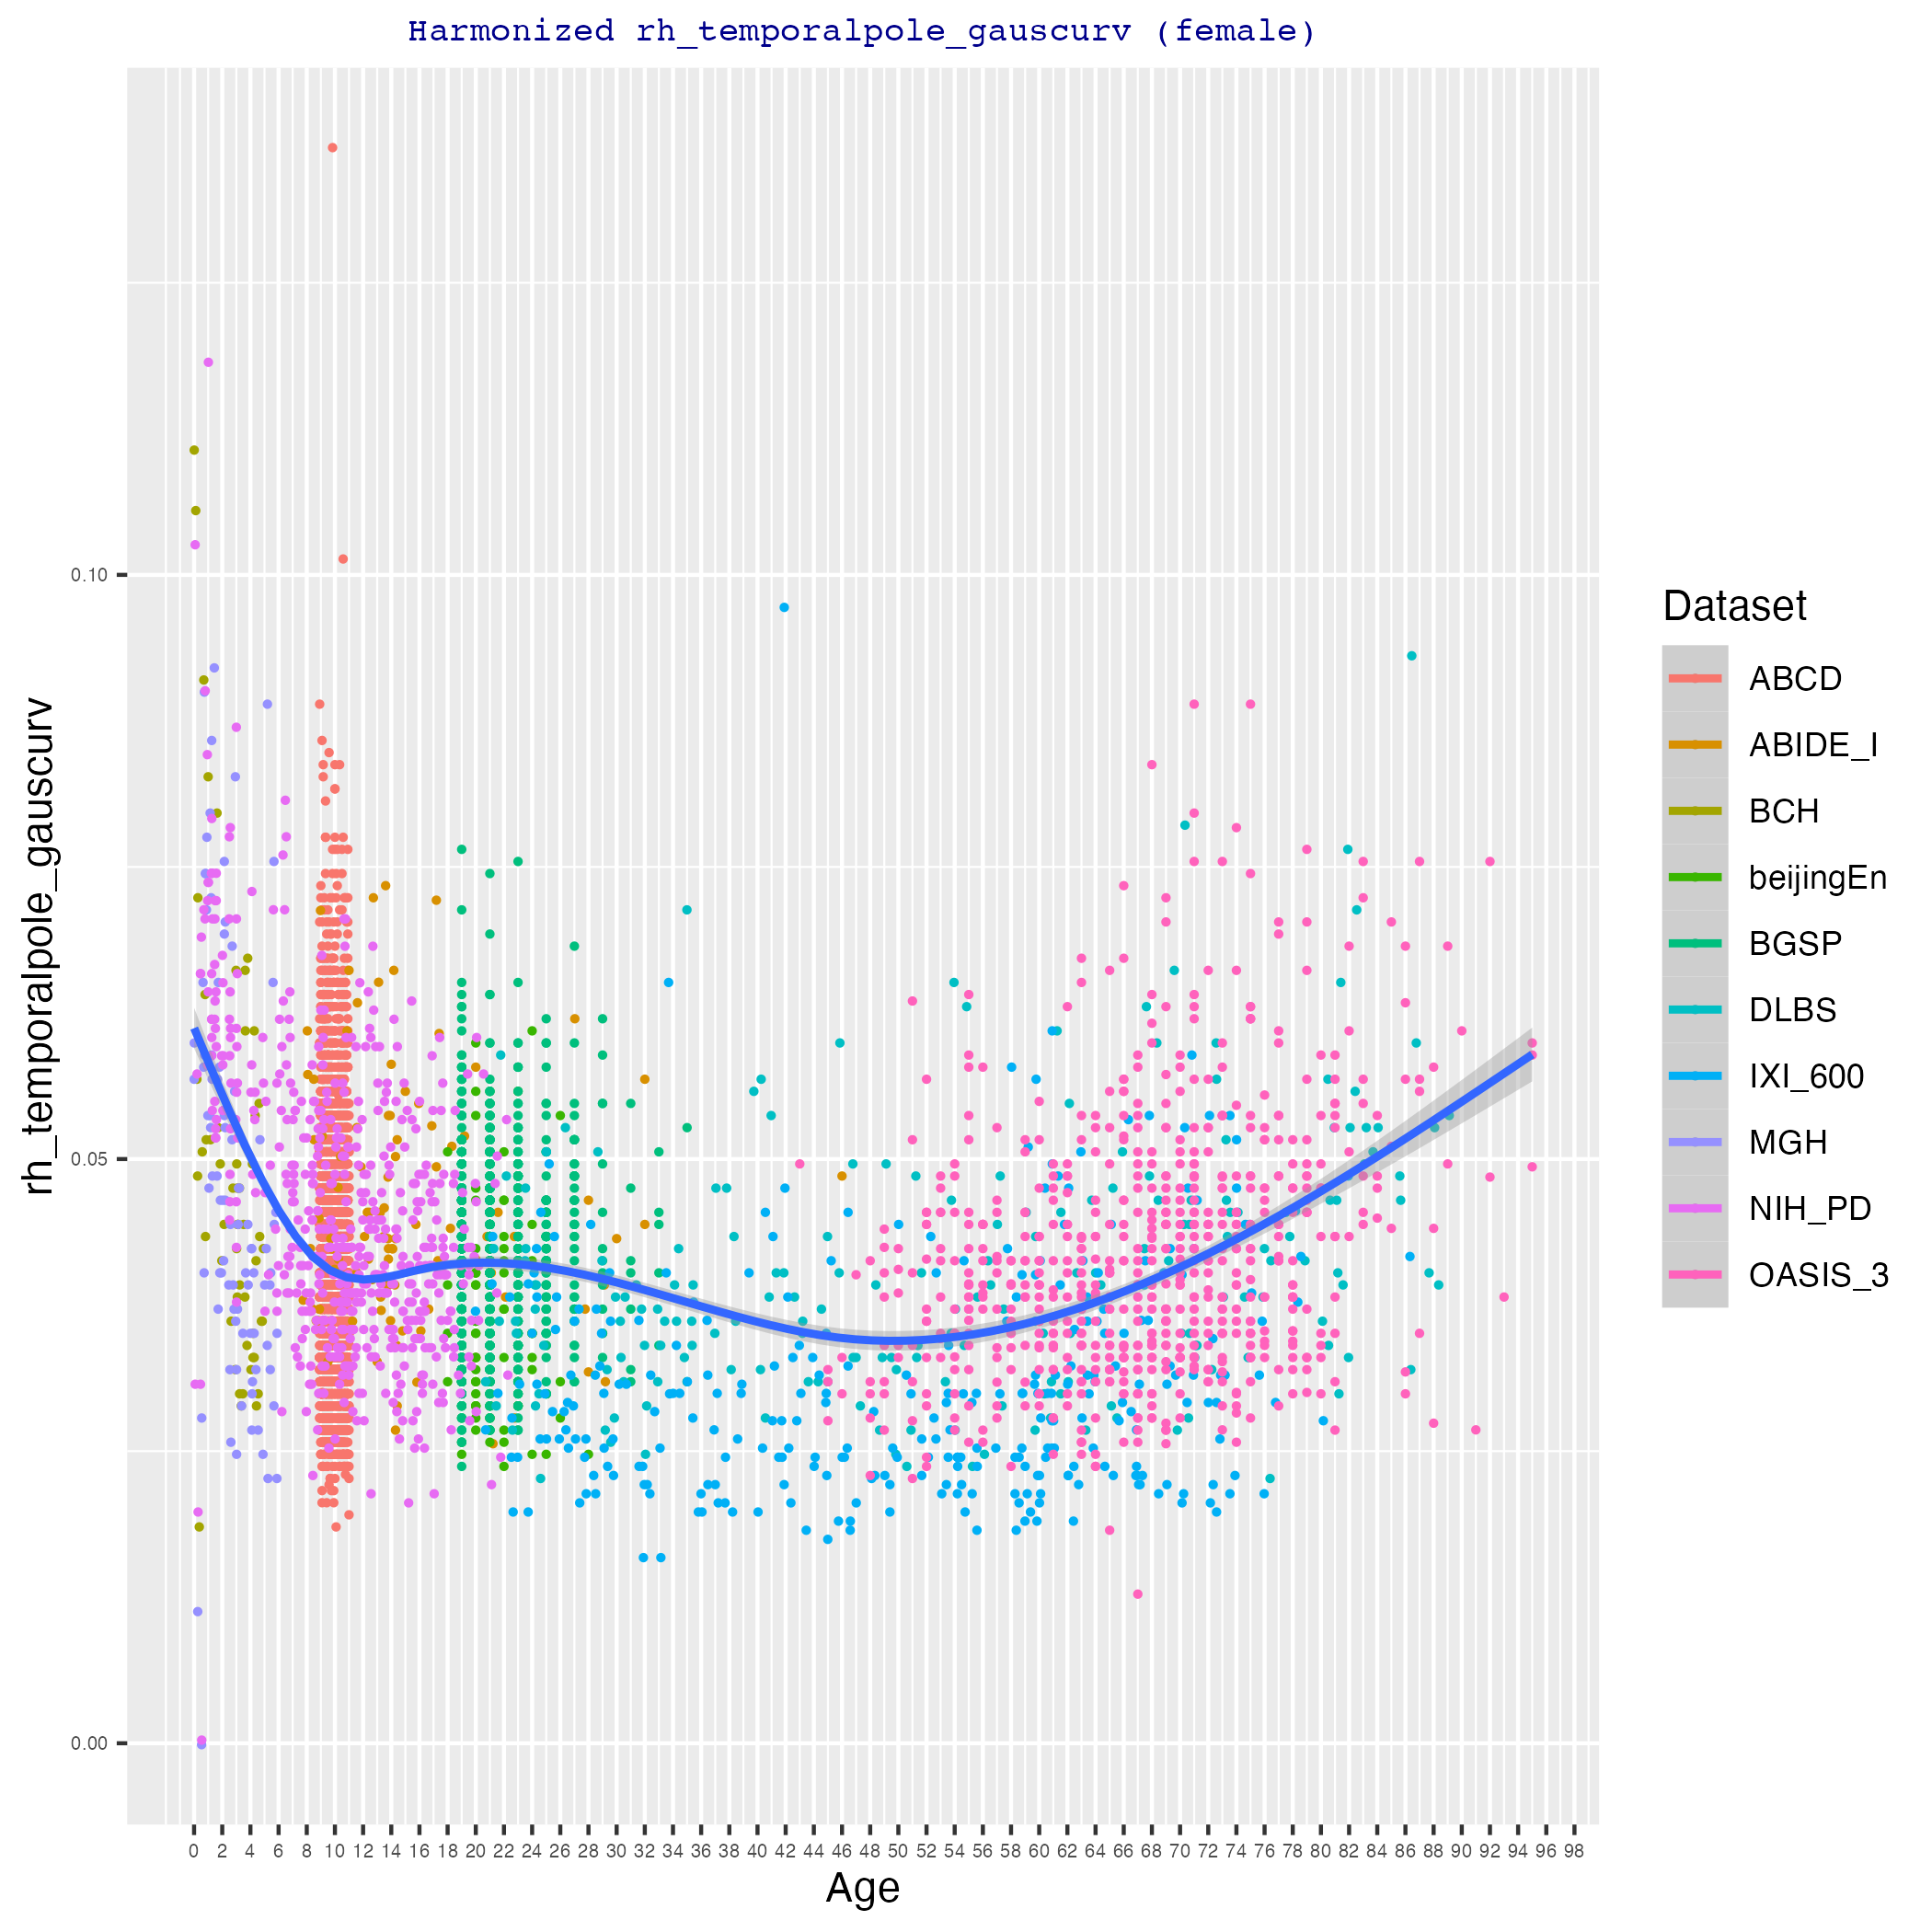 Harmonized rh_temporalpole_gauscurv (female)
rh_temporalpole_gauscurv
0.10
0.05
0.00
0 2 4 6 8 10 12 14 16 18 20 22 24 26 28 30 32 34 36 38 40 42 44 46 48 50 52 54 56 58 60 62 64 66 68 70 72 74 76 78 80 82 84 86 88 90 92 94 96 98
Age
Dataset
ABCD
ABIDE_I
BCH
beijingEn
BGSP
DLBS
IXI_600
MGH
NIH_PD
OASIS_3